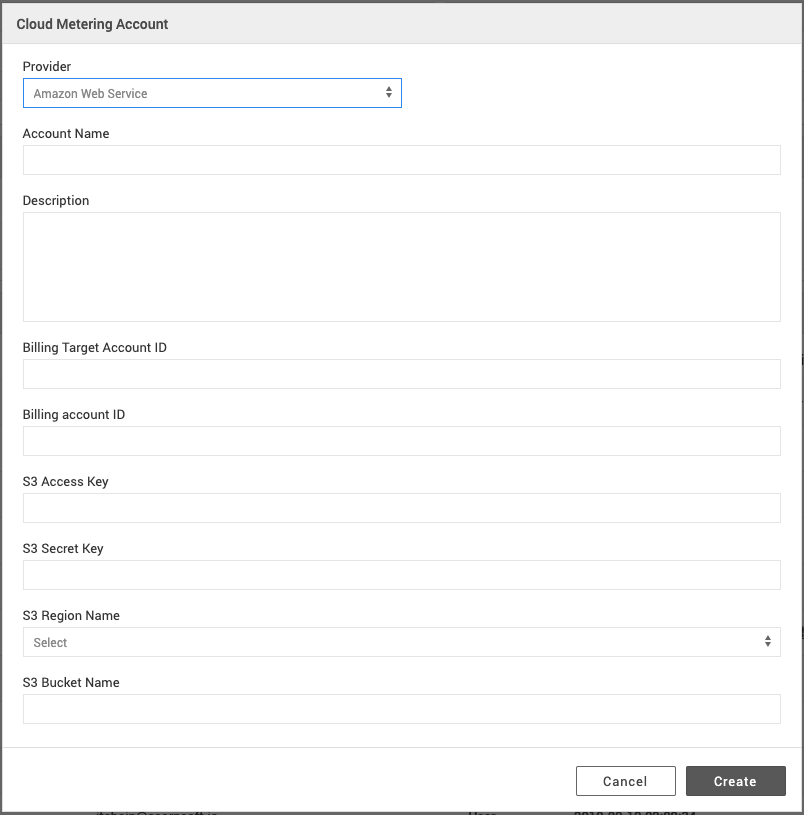 Cloud Metering Account
Provider
Amazon Web Service
Account Name
Description
Billing Target Account ID
Billing account ID
S3 Access Key
S3 Secret Key
S3 Region Name
Select
S3 Bucket Name
Cancel
Create